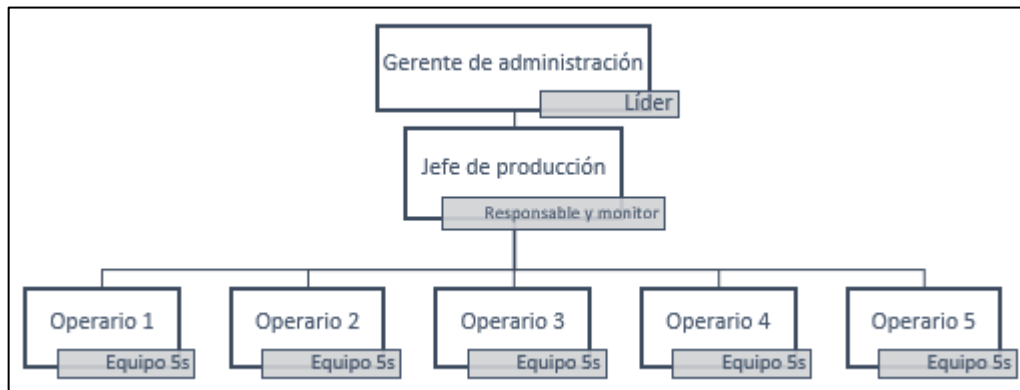 Gerente de administración
Líder
Jefe de producción
Responsable y monitor
Operario 1
Equipo 5s
Operario 2
Equipo 5s
Operario 3
Equipo 5s
Operario 4
Equipo 5s
Operario 5
Equipo 5s